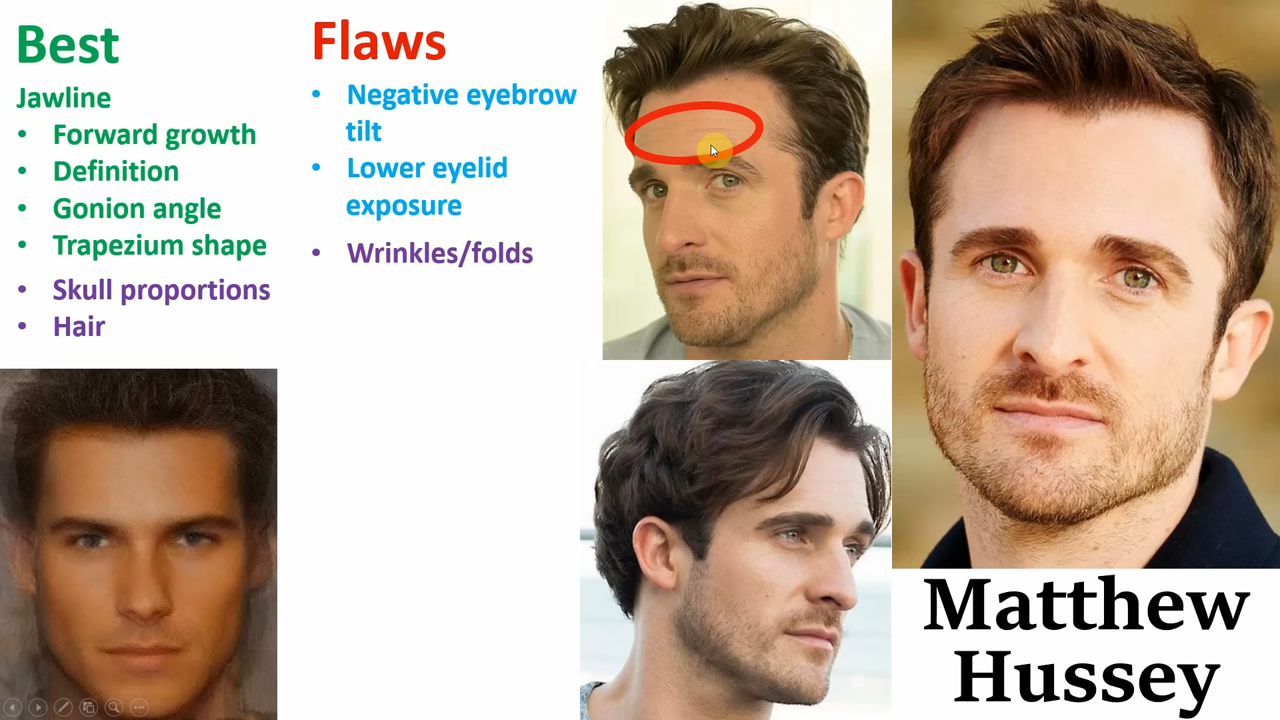 Best
Jawline
• Forward growth
• Definition
• Gonion angle
• Trapezium shape
• Skull proportions
• Hair
Flaws
• Negative eyebrow
tilt
• Lower eyelid
exposure
• Wrinkles/folds
Matthew
Hussey